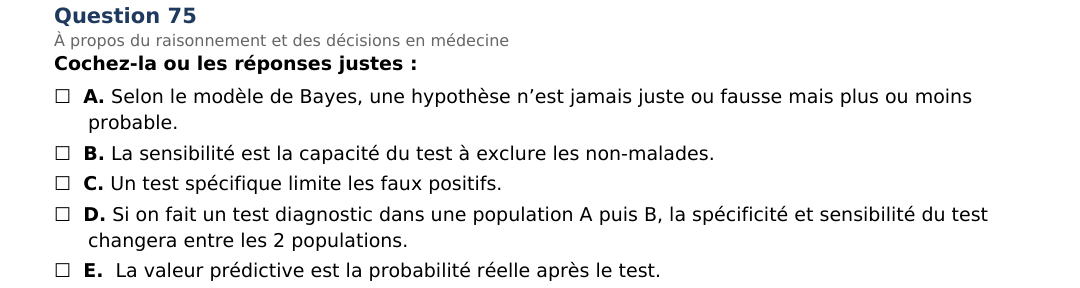 Question 75
À propos du raisonnement et des décisions en médecine
Cochez-la ou les réponses justes :
☐ A. Selon le modèle de Bayes, une hypothèse n’est jamais juste ou fausse mais plus ou moins
probable.
☐ B. La sensibilité est la capacité du test à exclure les non-malades.
☐ C. Un test spécifique limite les faux positifs.
☐ D. Si on fait un test diagnostic dans une population A puis B, la spécificité et sensibilité du test
changera entre les 2 populations.
☐ E. La valeur prédictive est la probabilité réelle après le test.